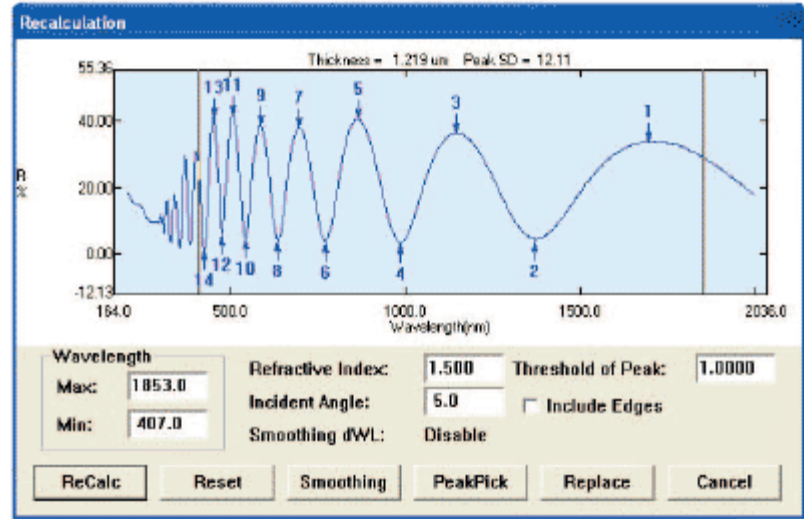 Recalculation
Thickness = 1.219 um Peak SD = 12.11
55.36
40.00
20.00
0.00
-12.13
R
%
13 11 9 7 5 3 1
14 12 10 8 6 4 2
164.0 500.0 1000.0 1500.0 2036.0
Wavelength(nm)
Wavelength
Max: 1853.0
Min: 407.0
Refractive Index: 1.500 Threshold of Peak: 1.0000
Incident Angle: 5.0 Include Edges
Smoothing dWL: Disable
ReCalc Reset Smoothing PeakPick Replace Cancel